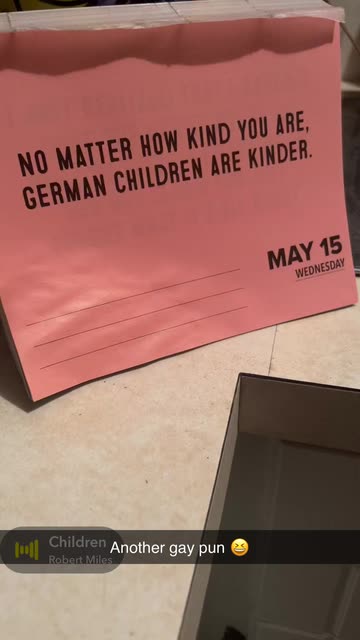 NO MATTER HOW KIND YOU ARE,
GERMAN CHILDREN ARE KINDER.
MAY 15
WEDNESDAY
Children
Robert Miles
Another gay pun 😆